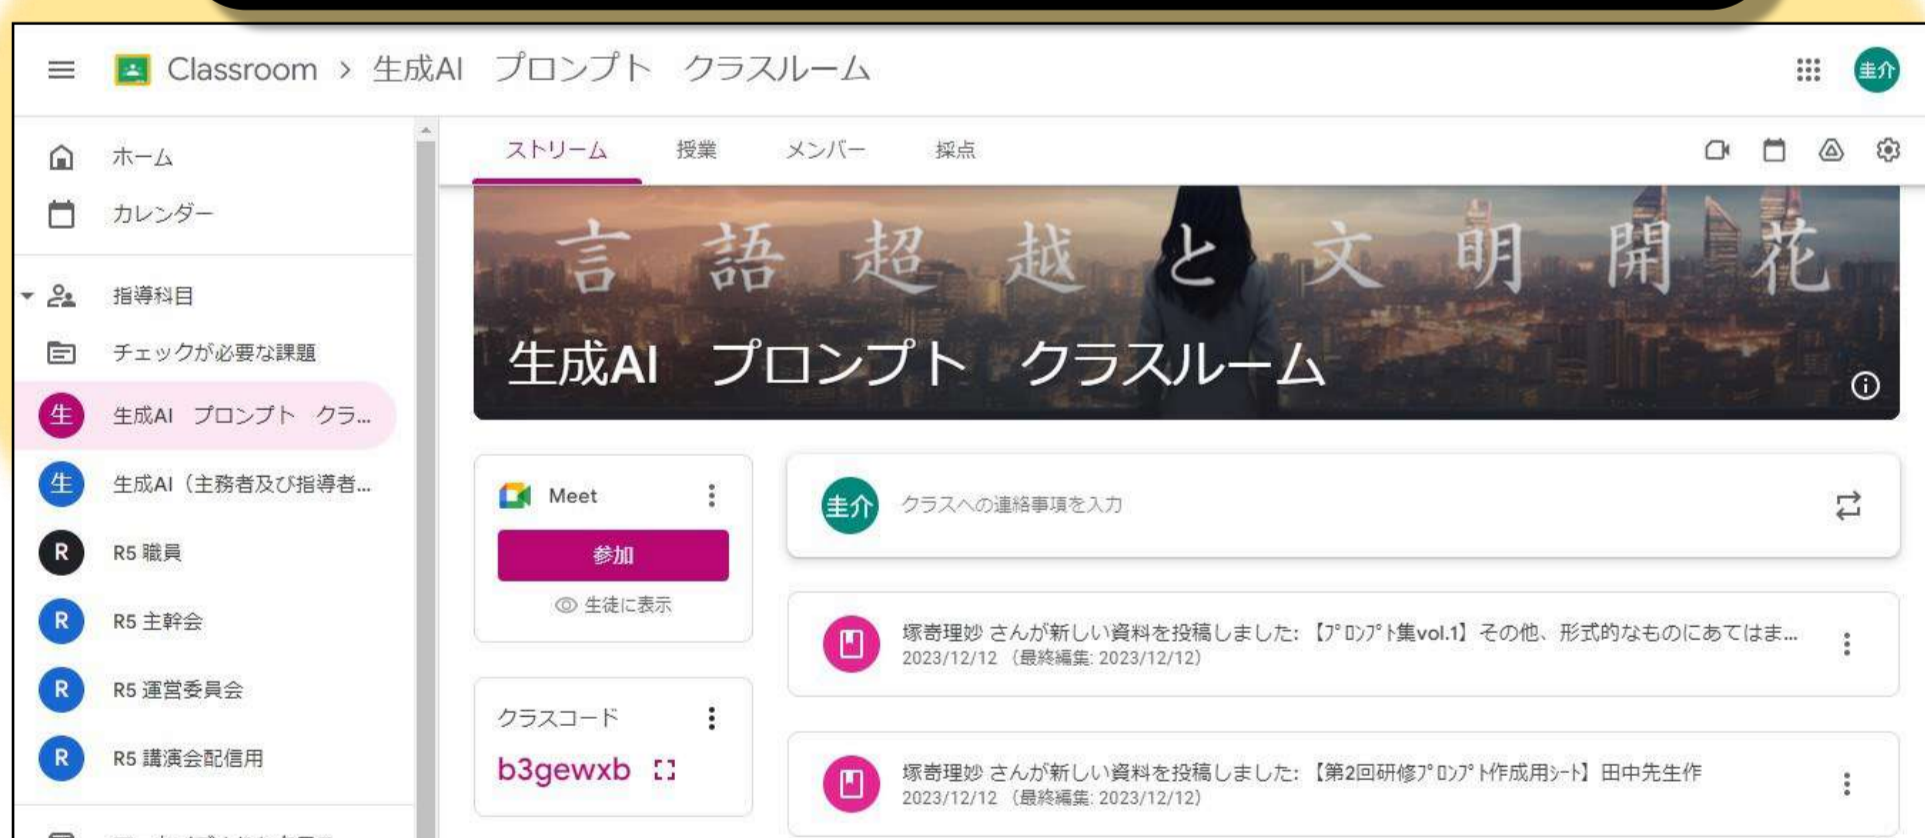 Classroom > 生成AI　プロンプト　クラスルーム
圭介
ホーム
カレンダー
指導科目
チェックが必要な課題
生 生成AI　プロンプト　クラ...
生 生成AI（主務者及び指導者...
R R5 職員
R R5 主幹会
R R5 運営委員会
R R5 講演会配信用
ストリーム 授業 メンバー 採点
言語超越と文明開花
生成AI　プロンプト　クラスルーム
Meet
参加
生徒に表示
クラスコード
b3gewxb
圭介 クラスへの連絡事項を入力
塚嵜理妙 さんが新しい資料を投稿しました: 【ﾌﾟﾛﾝﾌﾟﾄ集vol.1】その他、形式的なものにあてはま...
2023/12/12 （最終編集: 2023/12/12）
塚嵜理妙 さんが新しい資料を投稿しました: 【第2回研修ﾌﾟﾛﾝﾌﾟﾄ作成用ｼｰﾄ】田中先生作
2023/12/12 （最終編集: 2023/12/12）